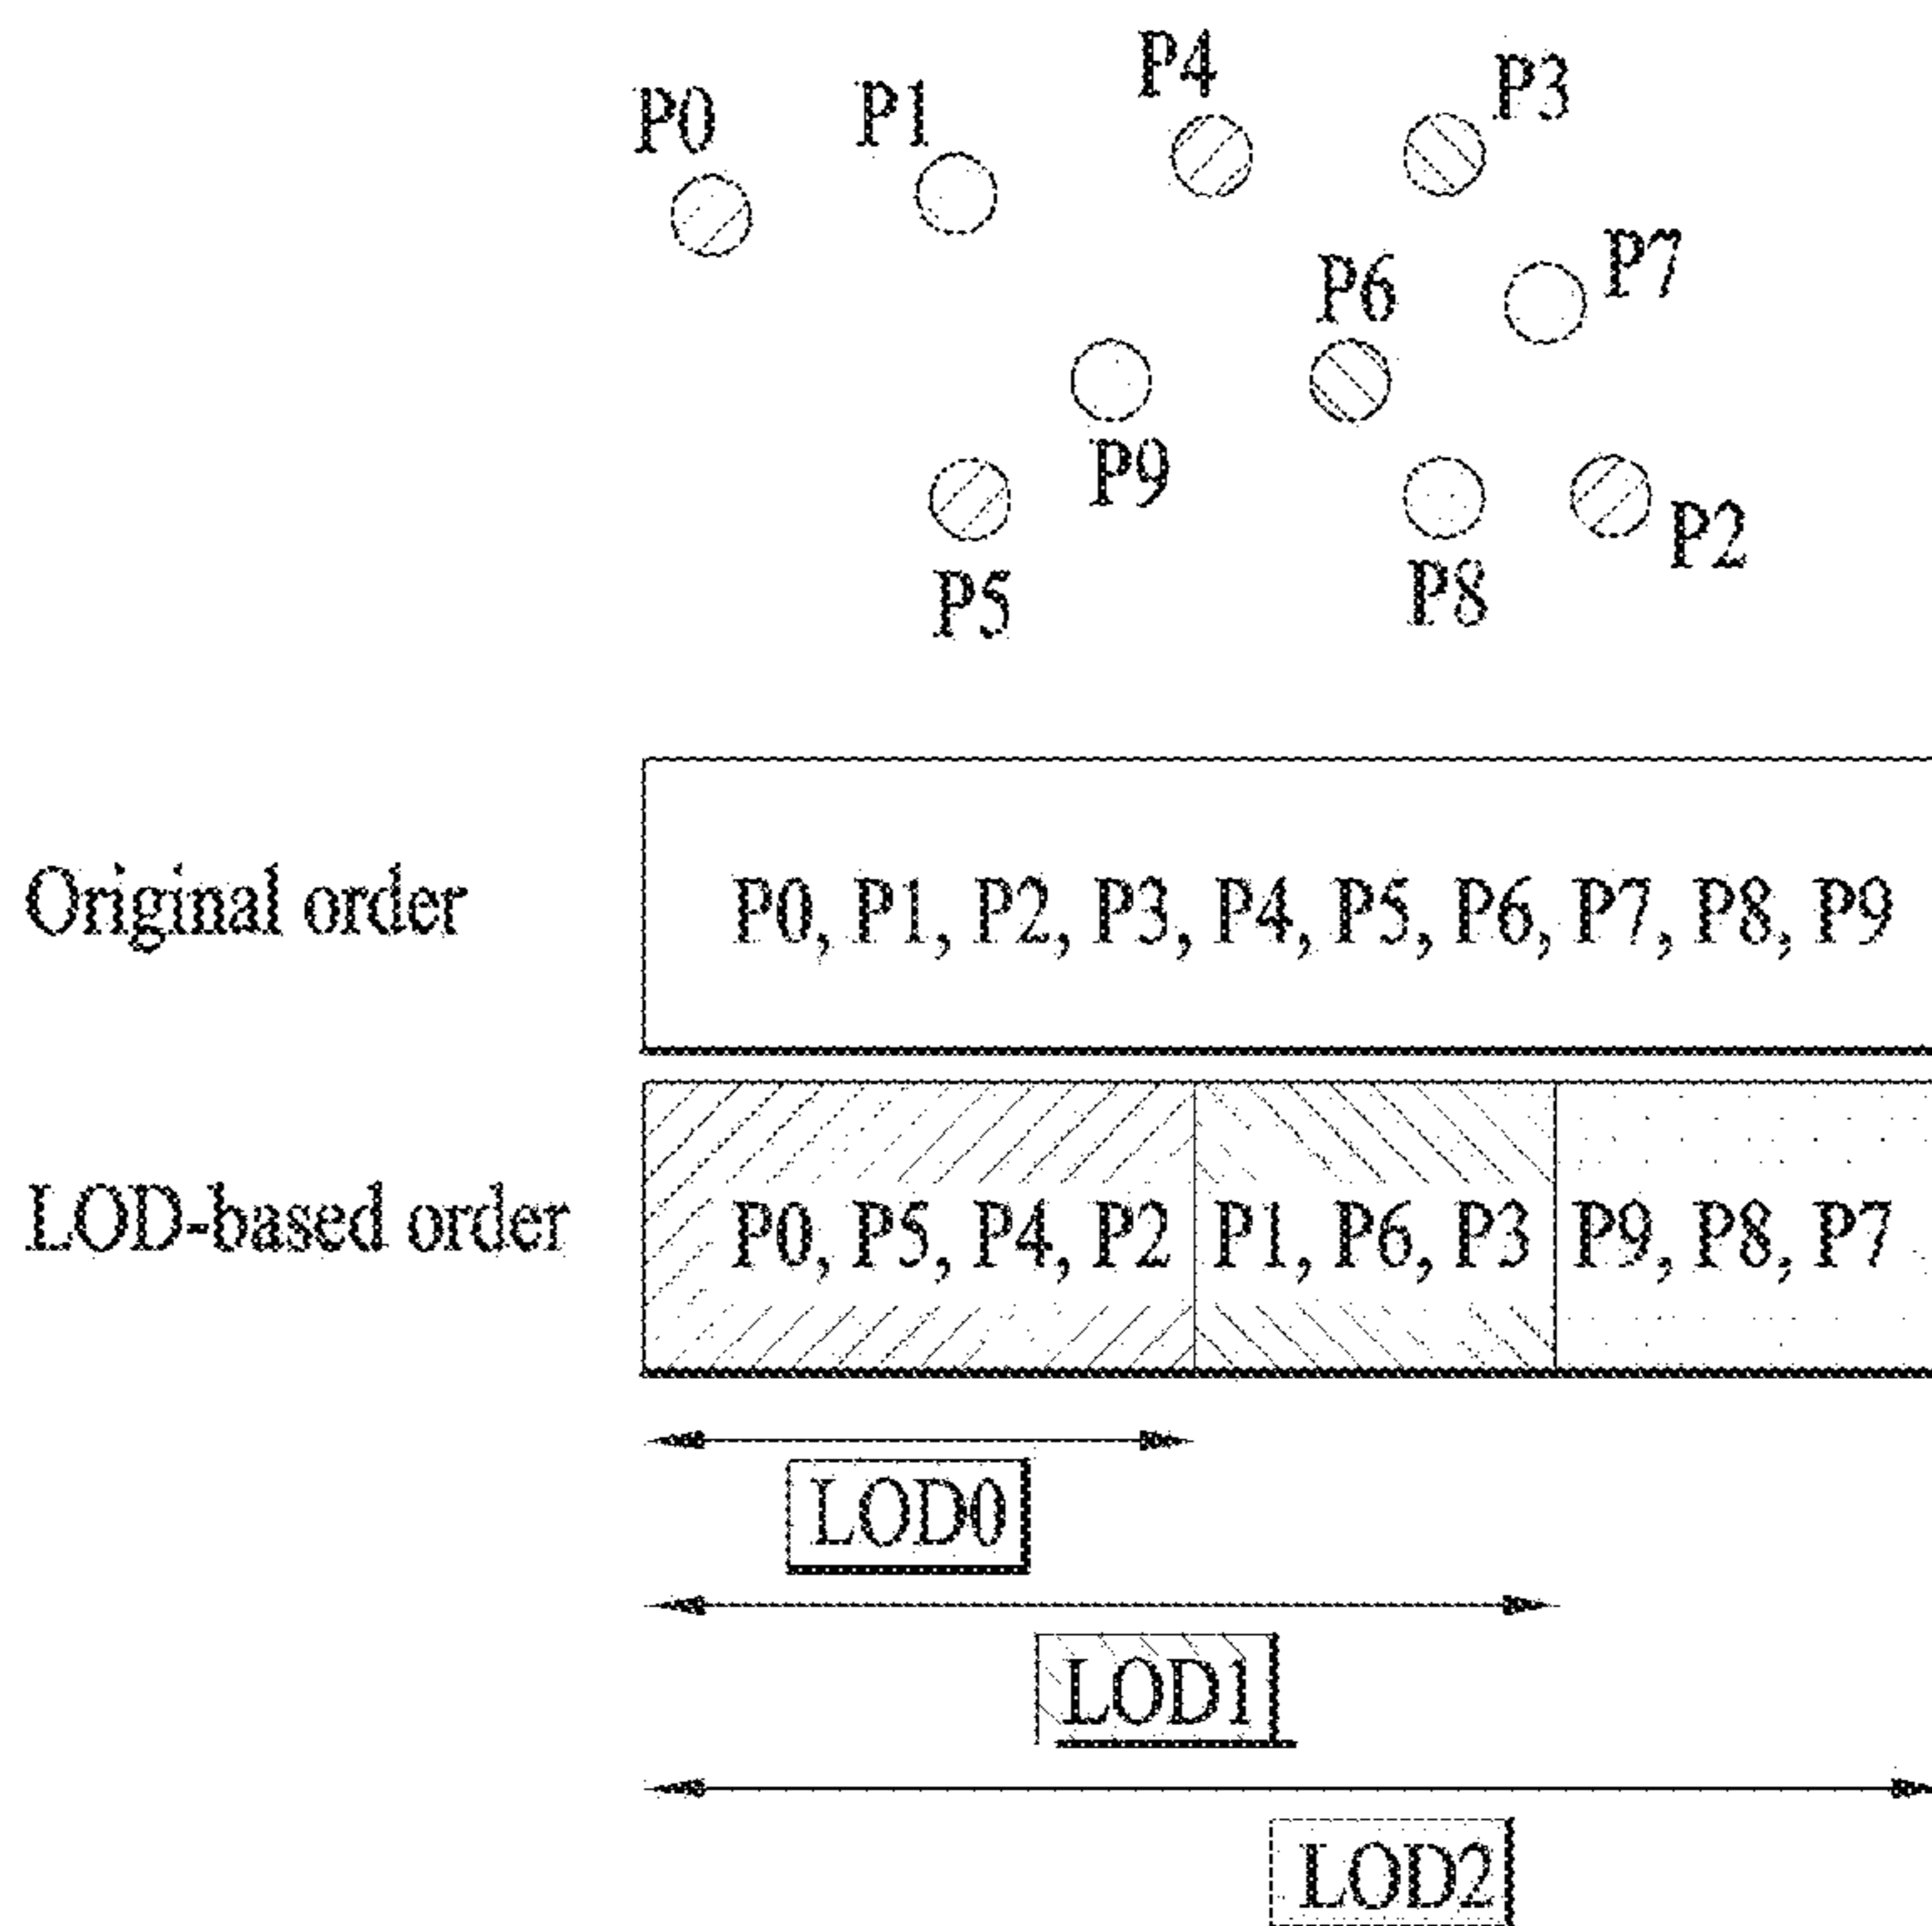 P4
P3
P0
P1
P7
P6
P9
P2
P5
P8
Original order
P0, P1, P2, P3, P4, P5, P6, P7, P8, P9
LOD-based order
P0, P5, P4, P2
P1, P6, P3
P9, P8, P7
LOD0
LOD1
LOD2